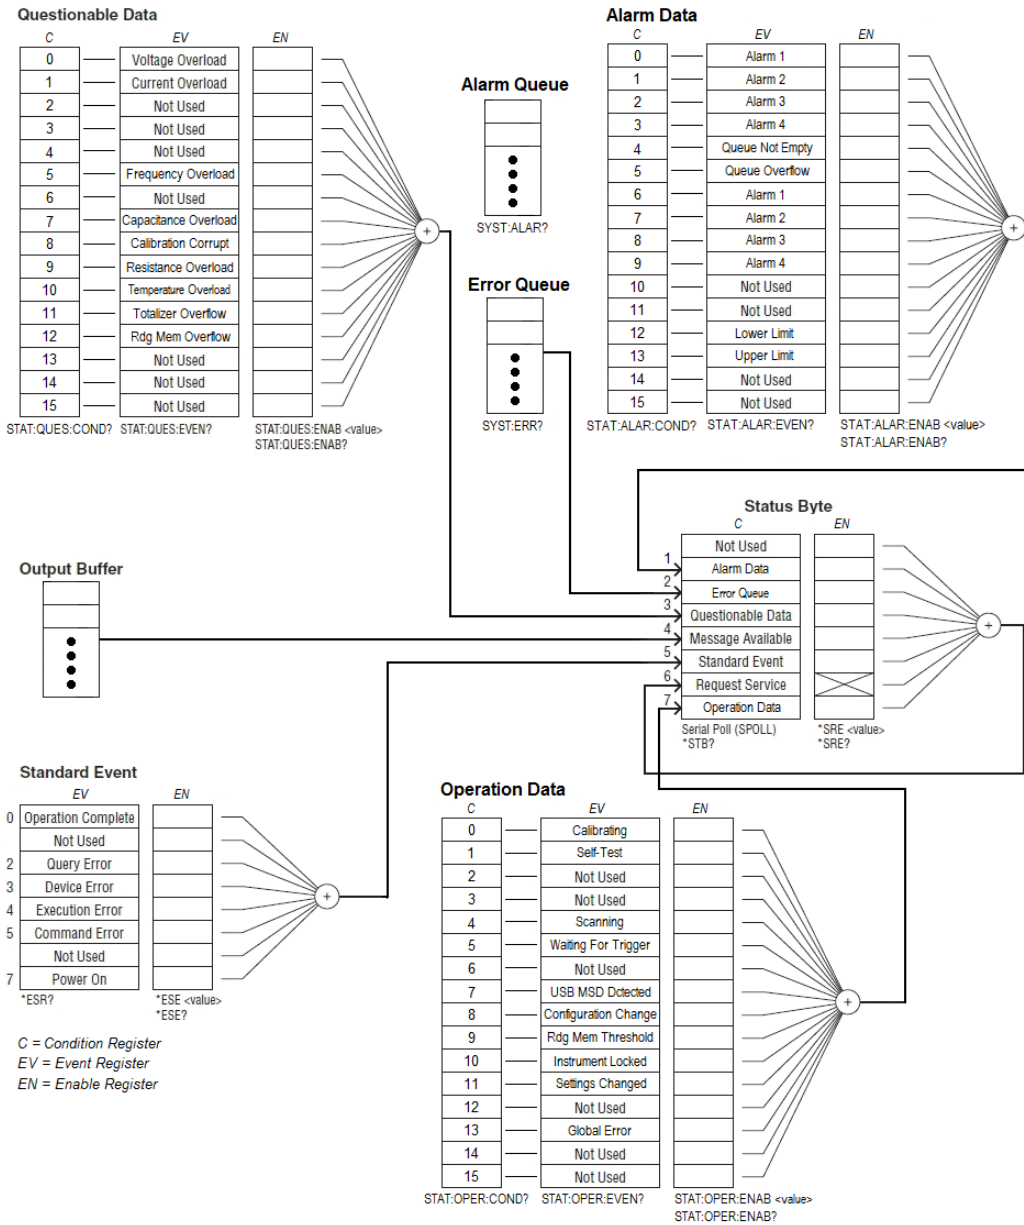 Questionable Data
C EV EN
0 Voltage Overload
1 Current Overload
2 Not Used
3 Not Used
4 Not Used
5 Frequency Overload
6 Not Used
7 Capacitance Overload
8 Calibration Corrupt
9 Resistance Overload
10 Temperature Overload
11 Totalizer Overflow
12 Rdg Mem Overflow
13 Not Used
14 Not Used
15 Not Used
STAT:QUES:COND? STAT:QUES:EVEN? STAT:QUES:ENAB <value>
STAT:QUES:ENAB?
+
Alarm Queue
SYST:ALAR?
Error Queue
SYST:ERR?
Alarm Data
C EV EN
0 Alarm 1
1 Alarm 2
2 Alarm 3
3 Alarm 4
4 Queue Not Empty
5 Queue Overflow
6 Alarm 1
7 Alarm 2
8 Alarm 3
9 Alarm 4
10 Not Used
11 Not Used
12 Lower Limit
13 Upper Limit
14 Not Used
15 Not Used
STAT:ALAR:COND? STAT:ALAR:EVEN? STAT:ALAR:ENAB <value>
STAT:ALAR:ENAB?
+
Status Byte
C EN
Not Used
1 Alarm Data
2 Error Queue
3 Questionable Data
4 Message Available
5 Standard Event
6 Request Service
7 Operation Data
Serial Poll (SPOLL) *SRE <value>
*STB? *SRE?
+
Output Buffer
Standard Event
EV EN
0 Operation Complete
Not Used
2 Query Error
3 Device Error
4 Execution Error
5 Command Error
Not Used
7 Power On
*ESR? *ESE <value>
*ESE?
+
C = Condition Register
EV = Event Register
EN = Enable Register
Operation Data
C EV EN
0 Calibrating
1 Self-Test
2 Not Used
3 Not Used
4 Scanning
5 Waiting For Trigger
6 Not Used
7 USB MSD Dctected
8 Configuration Change
9 Rdg Mem Threshold
10 Instrument Locked
11 Settings Changed
12 Not Used
13 Global Error
14 Not Used
15 Not Used
STAT:OPER:COND? STAT:OPER:EVEN? STAT:OPER:ENAB <value>
STAT:OPER:ENAB?
+